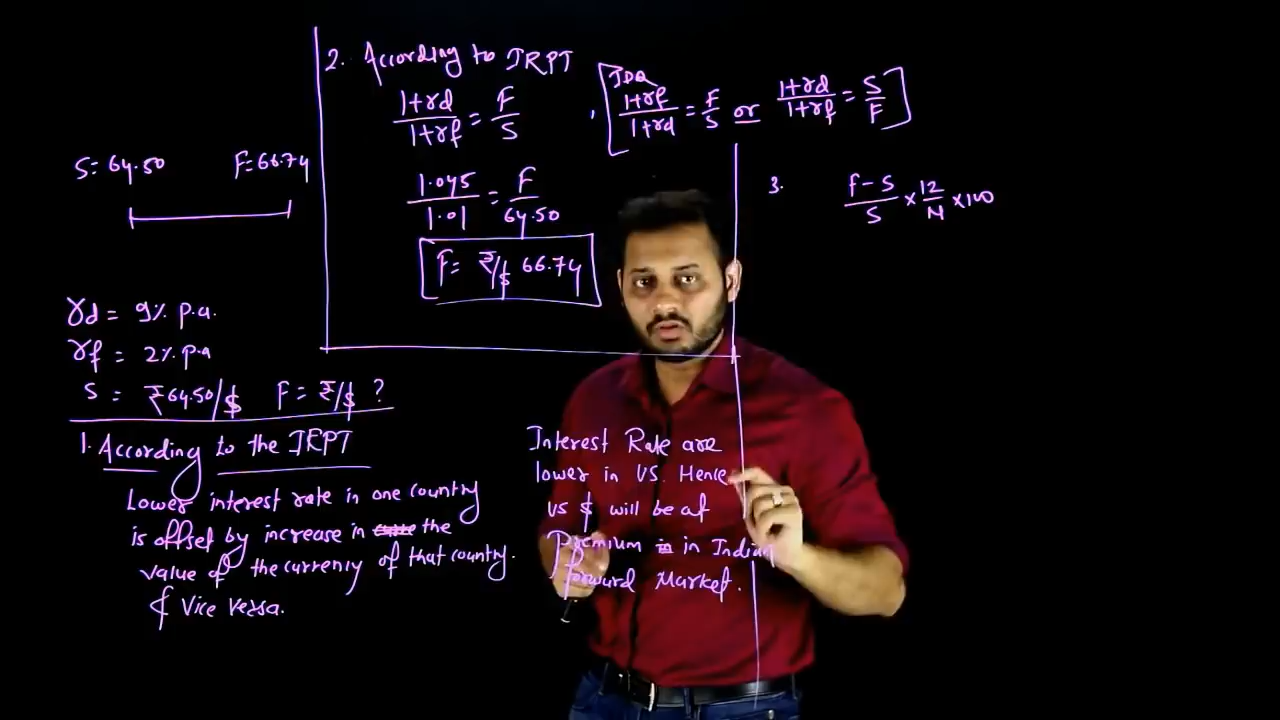 2. According to IRPT
1+rd/1+rf = F/S , [IDQ 1+rf/1+rd = F/S or 1+rd/1+rf = S/F]
S = 64.50 F = 66.74
1.045/1.01 = F/64.50
F = ₹/$ 66.74
3. F-S/S × 12/N × 100
rd = 9% p.a.
rf = 2% p.a
S = ₹64.50/$ F = ₹/$ ?
1. According to the IRPT
Lower interest rate in one country
is offset by increase in the
value of the currency of that country.
& Vice Versa.
Interest Rate are
lower in US. Hence
US $ will be at
Premium in Indian
forward Market.